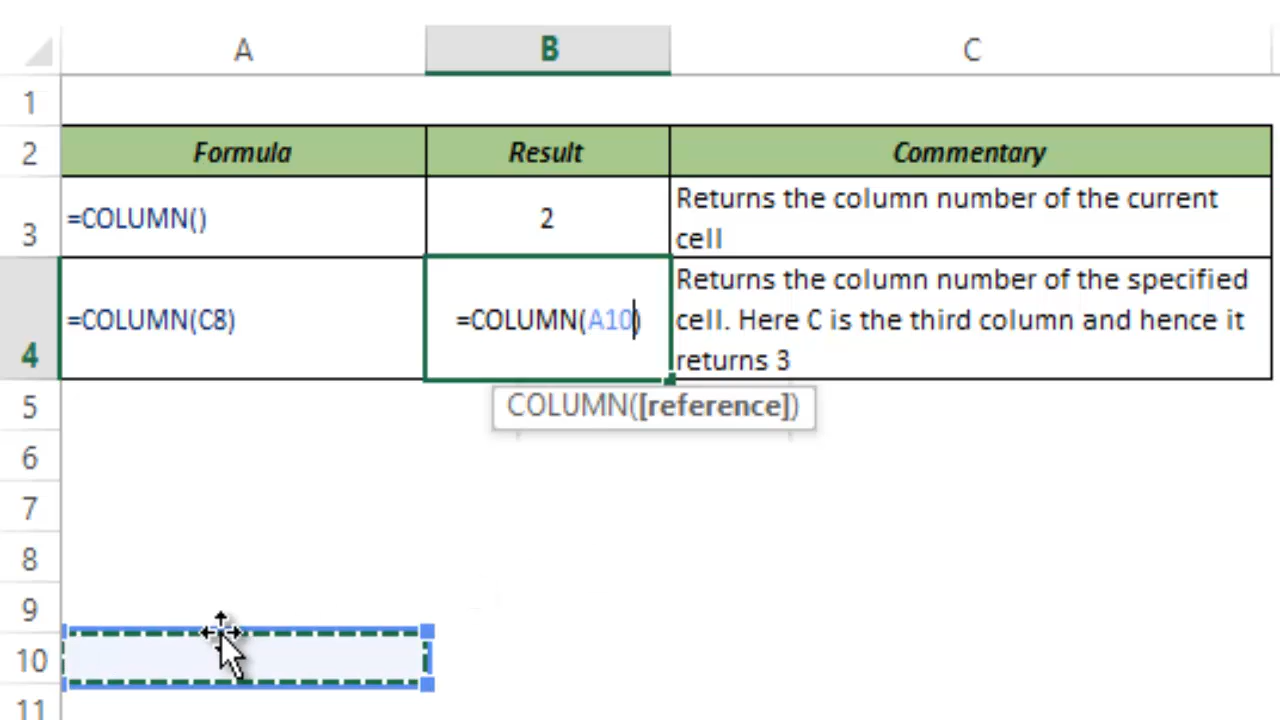 A B C
1
2 Formula Result Commentary
3 =COLUMN() 2 Returns the column number of the current
cell
4 =COLUMN(C8) =COLUMN(A10) Returns the column number of the specified
cell. Here C is the third column and hence it
returns 3
5 COLUMN([reference])
6
7
8
9
10
11